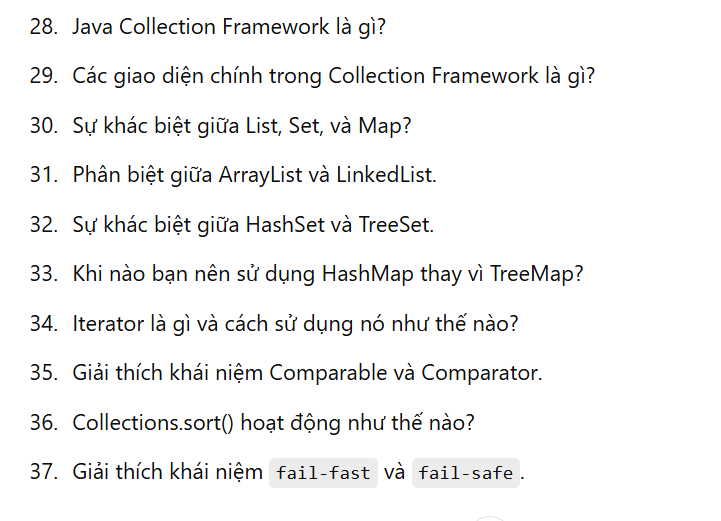 28. Java Collection Framework là gì?
29. Các giao diện chính trong Collection Framework là gì?
30. Sự khác biệt giữa List, Set, và Map?
31. Phân biệt giữa ArrayList và LinkedList.
32. Sự khác biệt giữa HashSet và TreeSet.
33. Khi nào bạn nên sử dụng HashMap thay vì TreeMap?
34. Iterator là gì và cách sử dụng nó như thế nào?
35. Giải thích khái niệm Comparable và Comparator.
36. Collections.sort() hoạt động như thế nào?
37. Giải thích khái niệm fail-fast và fail-safe.